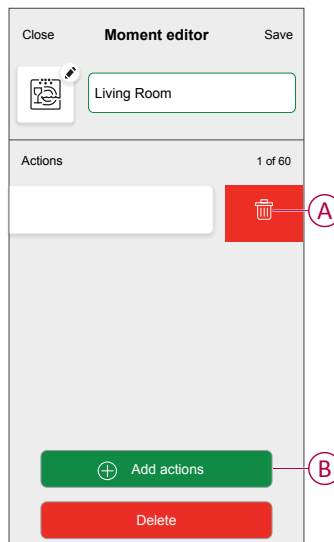 Close Moment editor Save
Living Room
Actions 1 of 60
A
Add actions
B
Delete